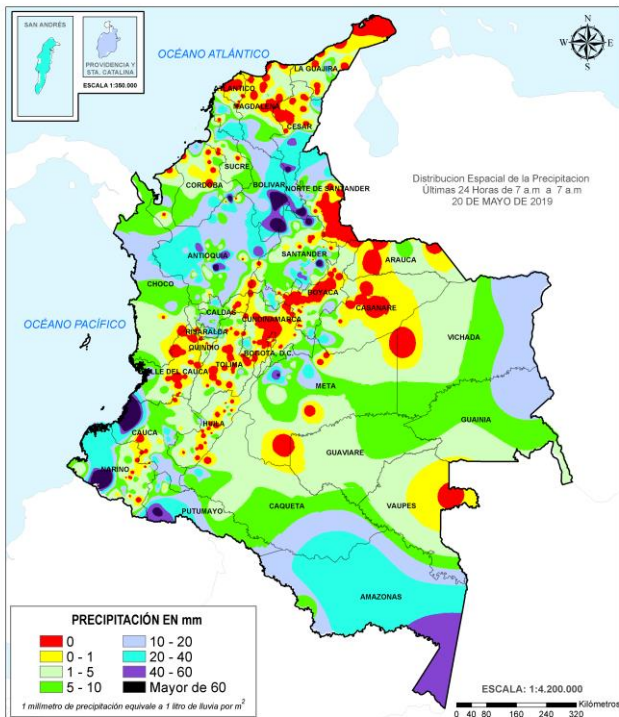 SAN ANDRÉS
PROVIDENCIA Y
STA. CATALINA
ESCALA 1:350.000
OCÉANO ATLÁNTICO
N
W
E
S
LA GUAJIRA
ATLÁNTICO
MAGDALENA
CESAR
SUCRE
CORDOBA
BOLIVAR
NORTE DE SANTANDER
Distribucion Espacial de la Precipitacion
Últimas 24 Horas de 7 a.m a 7 a.m
20 DE MAYO DE 2019
ANTIOQUIA
SANTANDER
ARAUCA
CHOCO
BOYACA
CASANARE
CALDAS
CUNDINAMARCA
OCÉANO PACÍFICO
RISARALDA
VICHADA
QUINDIO
BOGOTA, D.C.
TOLIMA
VALLE DEL CAUCA
META
GUAINIA
HUILA
CAUCA
GUAVIARE
NARIÑO
VAUPES
CAQUETA
PUTUMAYO
AMAZONAS
PRECIPITACIÓN EN mm
0
10 - 20
0 - 1
20 - 40
1 - 5
40 - 60
5 - 10
Mayor de 60
1 milímetro de precipitación equivale a 1 litro de lluvia por m²
ESCALA: 1:4.200.000
Kilómetros
0 40 80 160 240 320